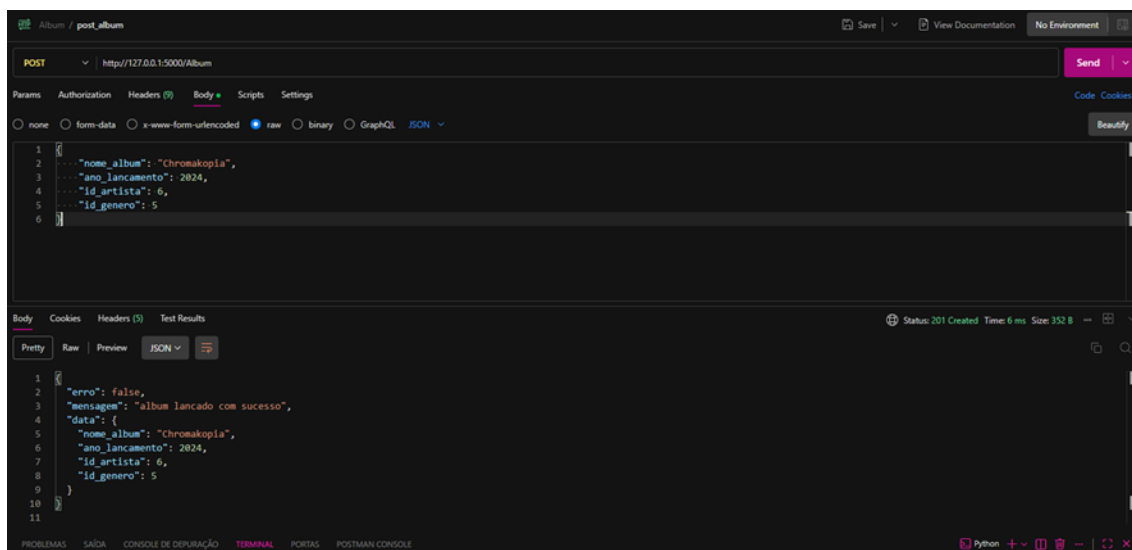 Album / post_album
Save
View Documentation
No Environment
POST
http://127.0.0.1:5000/Album
Send
Params Authorization Headers (9) Body Scripts Settings
Code Cookies
none form-data x-www-form-urlencoded raw binary GraphQL JSON
Beautify
1 {
2 "nome_album": "Chromakopia",
3 "ano_lancamento": 2024,
4 "id_artista": 6,
5 "id_genero": 5
6 }
Body Cookies Headers (5) Test Results
Status: 201 Created Time: 6 ms Size: 352 B
Pretty Raw Preview JSON
1 {
2 "erro": false,
3 "mensagem": "album lancado com sucesso",
4 "data": {
5 "nome_album": "Chromakopia",
6 "ano_lancamento": 2024,
7 "id_artista": 6,
8 "id_genero": 5
9 }
10 }
11
PROBLEMAS SAÍDA CONSOLE DE DEPURAÇÃO TERMINAL PORTAS POSTMAN CONSOLE
Python